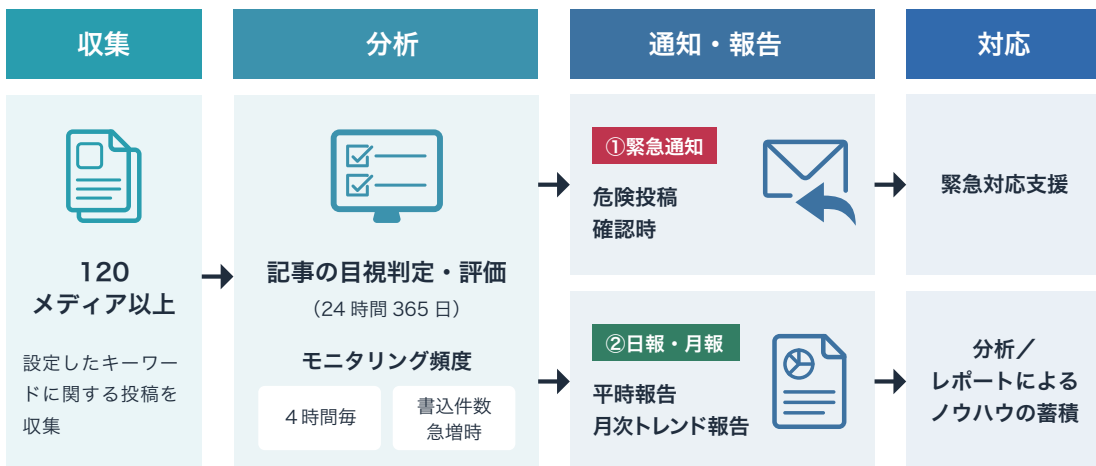 収集
分析
通知・報告
対応
120
メディア以上
設定したキーワー
ドに関する投稿を
収集
記事の目視判定・評価
（24 時間 365 日）
モニタリング頻度
４時間毎
書込件数
急増時
①緊急通知
危険投稿
確認時
②日報・月報
平時報告
月次トレンド報告
緊急対応支援
分析／
レポートによる
ノウハウの蓄積